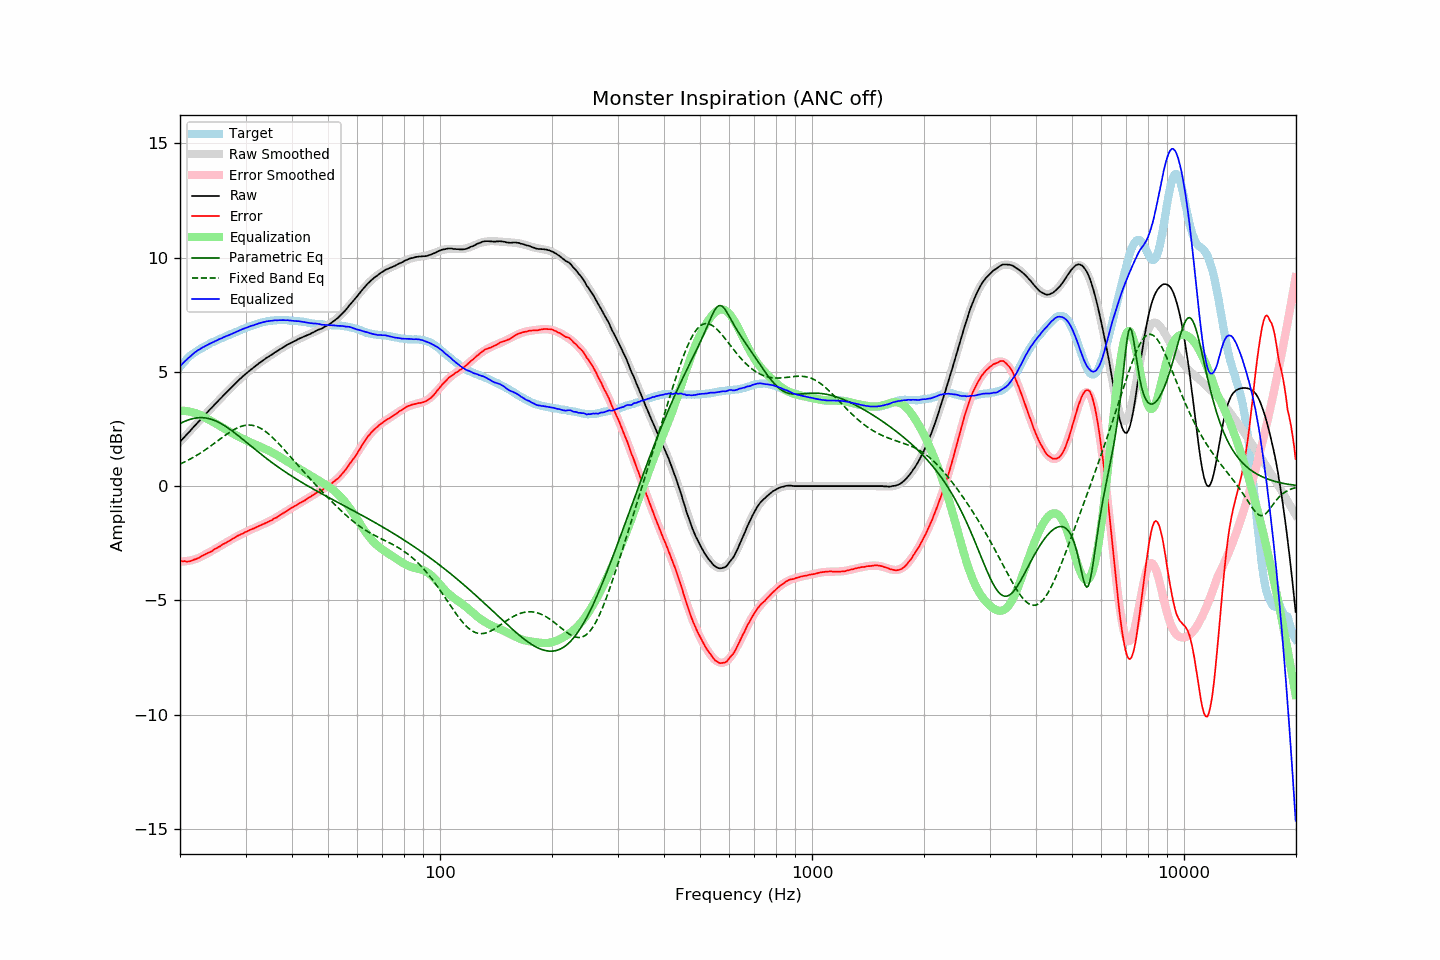 Monster Inspiration (ANC off)
Target
Raw Smoothed
Error Smoothed
Raw
Error
Equalization
Parametric Eq
Fixed Band Eq
Equalized
15
10
5
0
−5
−10
−15
Amplitude (dBr)
100
1000
10000
Frequency (Hz)